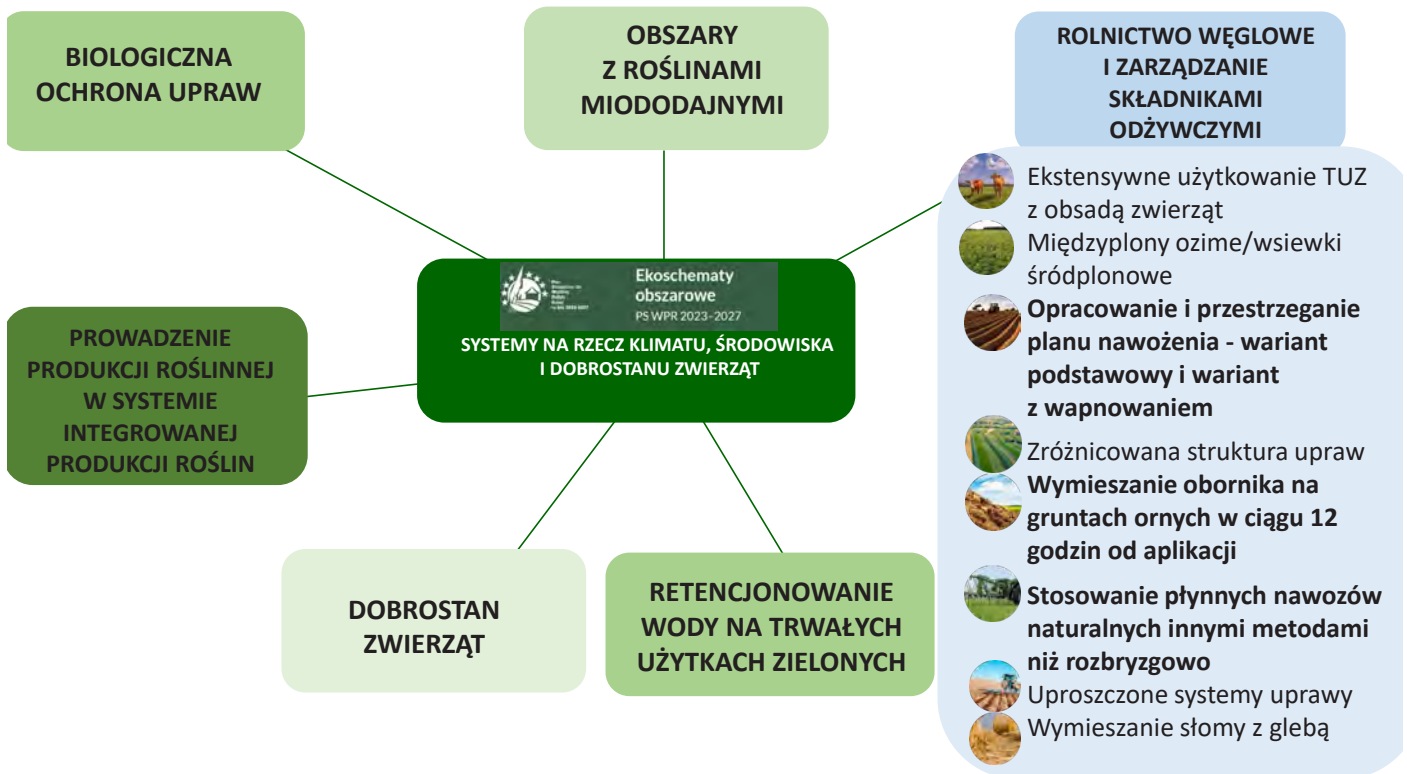 BIOLOGICZNA
OCHRONA UPRAW
OBSZARY
Z ROŚLINAMI
MIODODAJNYMI
ROLNICTWO WĘGLOWE
I ZARZĄDZANIE
SKŁADNIKAMI
ODŻYWCZYMI
Ekstensywne użytkowanie TUZ
z obsadą zwierząt
Międzyplony ozime/wsiewki
śródplonowe
Opracowanie i przestrzeganie
planu nawożenia - wariant
podstawowy i wariant
z wapnowaniem
Zróżnicowana struktura upraw
Wymieszanie obornika na
gruntach ornych w ciągu 12
godzin od aplikacji
Stosowanie płynnych nawozów
naturalnych innymi metodami
niż rozbryzgowo
Uproszczone systemy uprawy
Wymieszanie słomy z glebą
Ekoschematy
obszarowe
PS WPR 2023-2027
SYSTEMY NA RZECZ KLIMATU, ŚRODOWISKA
I DOBROSTANU ZWIERZĄT
PROWADZENIE
PRODUKCJI ROŚLINNEJ
W SYSTEMIE
INTEGROWANEJ
PRODUKCJI ROŚLIN
DOBROSTAN
ZWIERZĄT
RETENCJONOWANIE
WODY NA TRWAŁYCH
UŻYTKACH ZIELONYCH